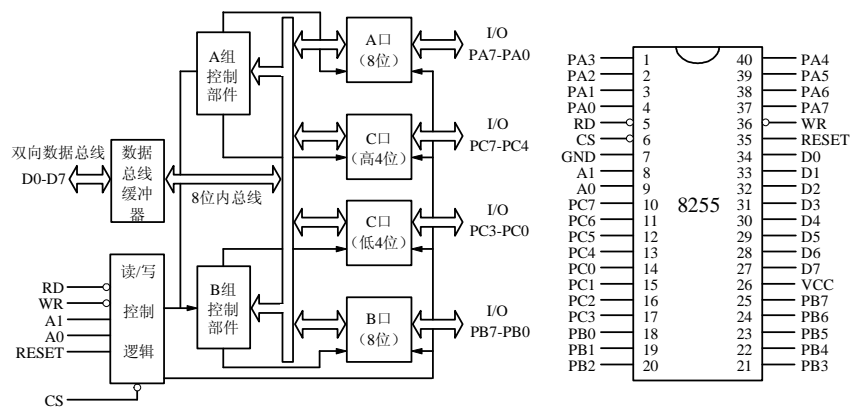 A组
控制
部件
A口
(8位)
I/O
PA7-PA0
C口
(高4位)
I/O
PC7-PC4
双向数据总线
D0-D7
数据
总线
缓冲
器
8位内总线
C口
(低4位)
I/O
PC3-PC0
读/写
控制
逻辑
RD
WR
A1
A0
RESET
CS
B组
控制
部件
B口
(8位)
I/O
PB7-PB0
8255
PA3 1 40 PA4
PA2 2 39 PA5
PA1 3 38 PA6
PA0 4 37 PA7
RD 5 36 WR
CS 6 35 RESET
GND 7 34 D0
A1 8 33 D1
A0 9 32 D2
PC7 10 31 D3
PC6 11 30 D4
PC5 12 29 D5
PC4 13 28 D6
PC0 14 27 D7
PC1 15 26 VCC
PC2 16 25 PB7
PC3 17 24 PB6
PB0 18 23 PB5
PB1 19 22 PB4
PB2 20 21 PB3